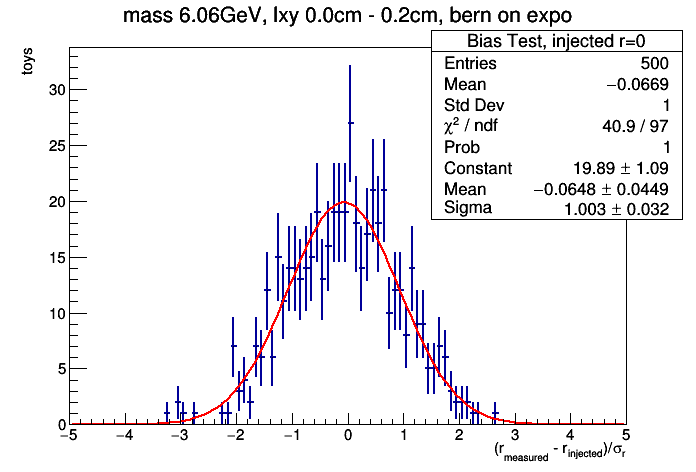 mass 6.06GeV, lxy 0.0cm - 0.2cm, bern on expo
Bias Test, injected r=0
Entries 500
Mean −0.0669
Std Dev 1
χ² / ndf 40.9 / 97
Prob 1
Constant 19.89 ± 1.09
Mean −0.0648 ± 0.0449
Sigma 1.003 ± 0.032
toys
30
25
20
15
10
5
0
−5 −4 −3 −2 −1 0 1 2 3 4 5
(r_measured - r_injected)/σ_r